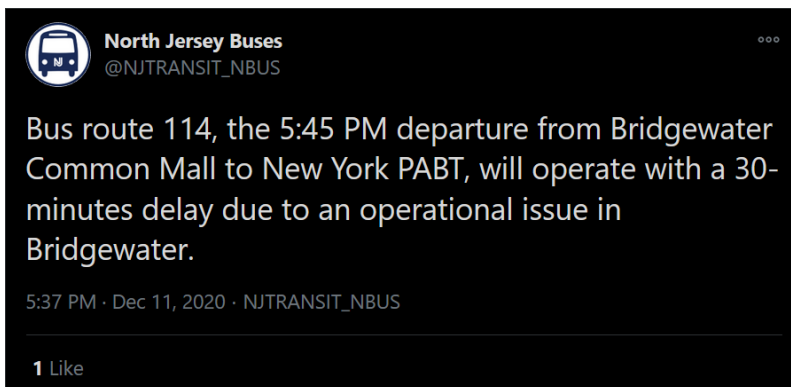 North Jersey Buses
@NJTRANSIT_NBUS
Bus route 114, the 5:45 PM departure from Bridgewater
Common Mall to New York PABT, will operate with a 30-
minutes delay due to an operational issue in
Bridgewater.
5:37 PM · Dec 11, 2020 · NJTRANSIT_NBUS
1 Like